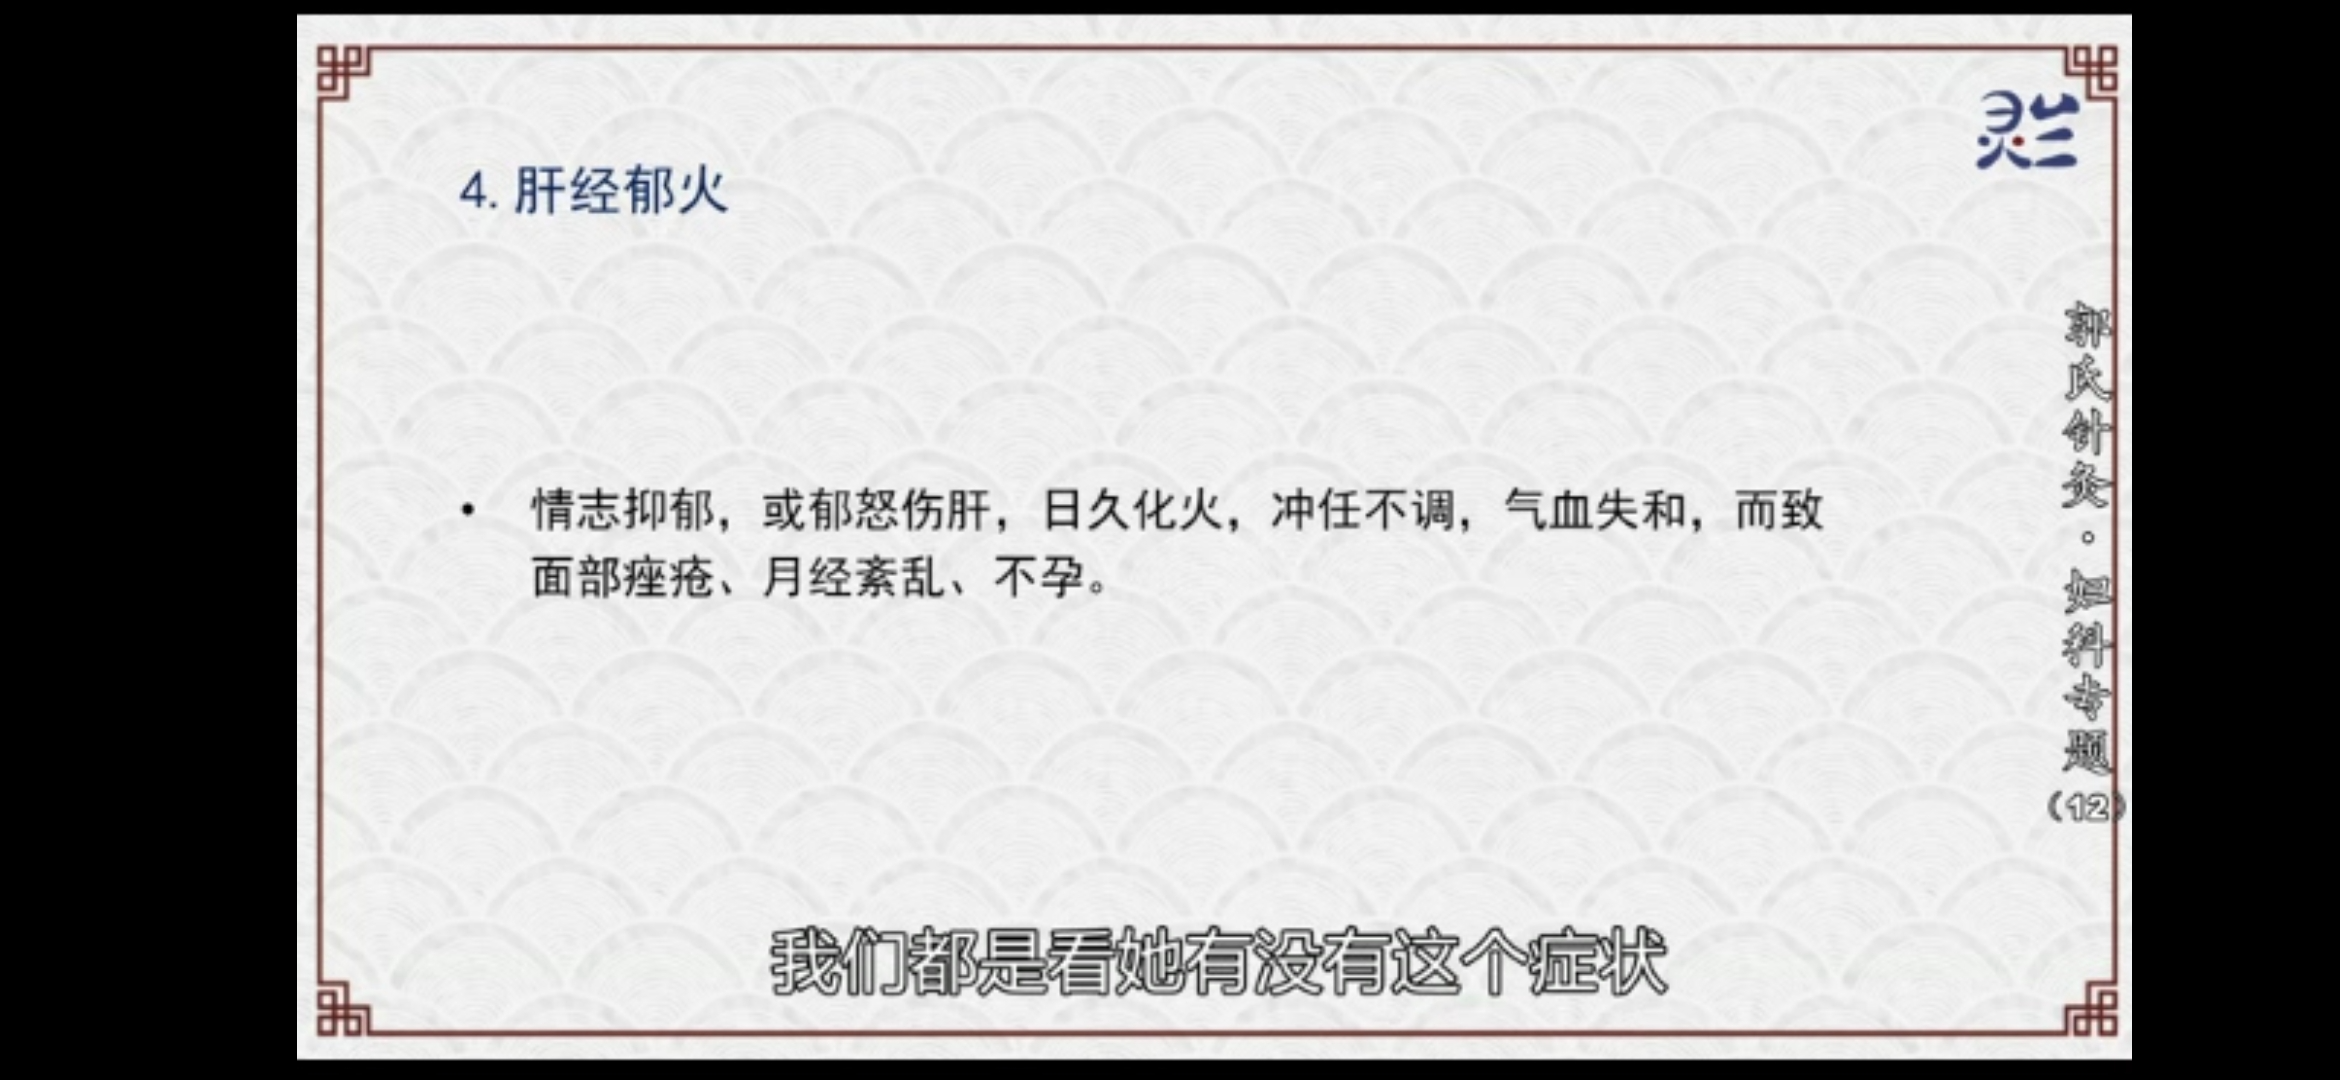 4. 肝经郁火
灵兰
• 情志抑郁，或郁怒伤肝，日久化火，冲任不调，气血失和，而致
面部痤疮、月经紊乱、不孕。
郭氏针灸·妇科专题(12)
我们都是看她有没有这个症状